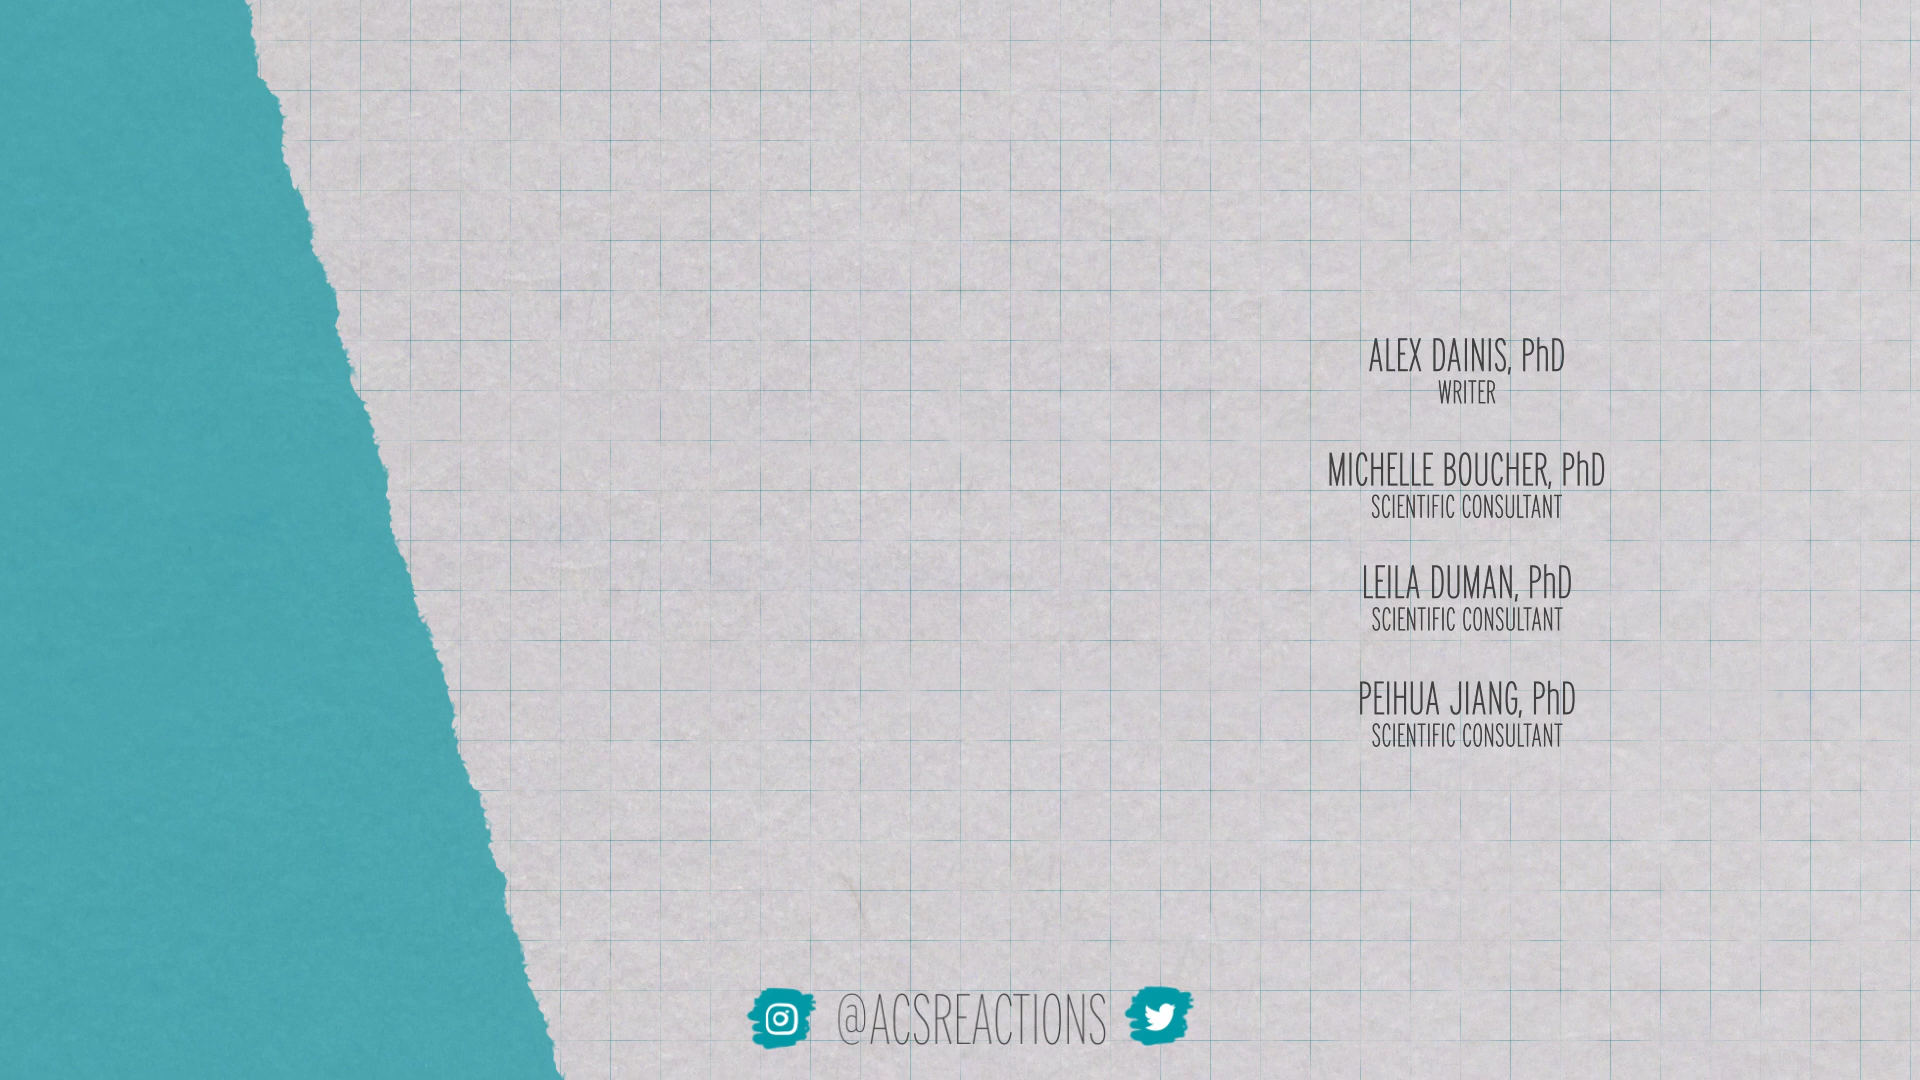 ALEX DAINIS, PhD
WRITER
MICHELLE BOUCHER, PhD
SCIENTIFIC CONSULTANT
LEILA DUMAN, PhD
SCIENTIFIC CONSULTANT
PEIHUA JIANG, PhD
SCIENTIFIC CONSULTANT
@ACSREACTIONS